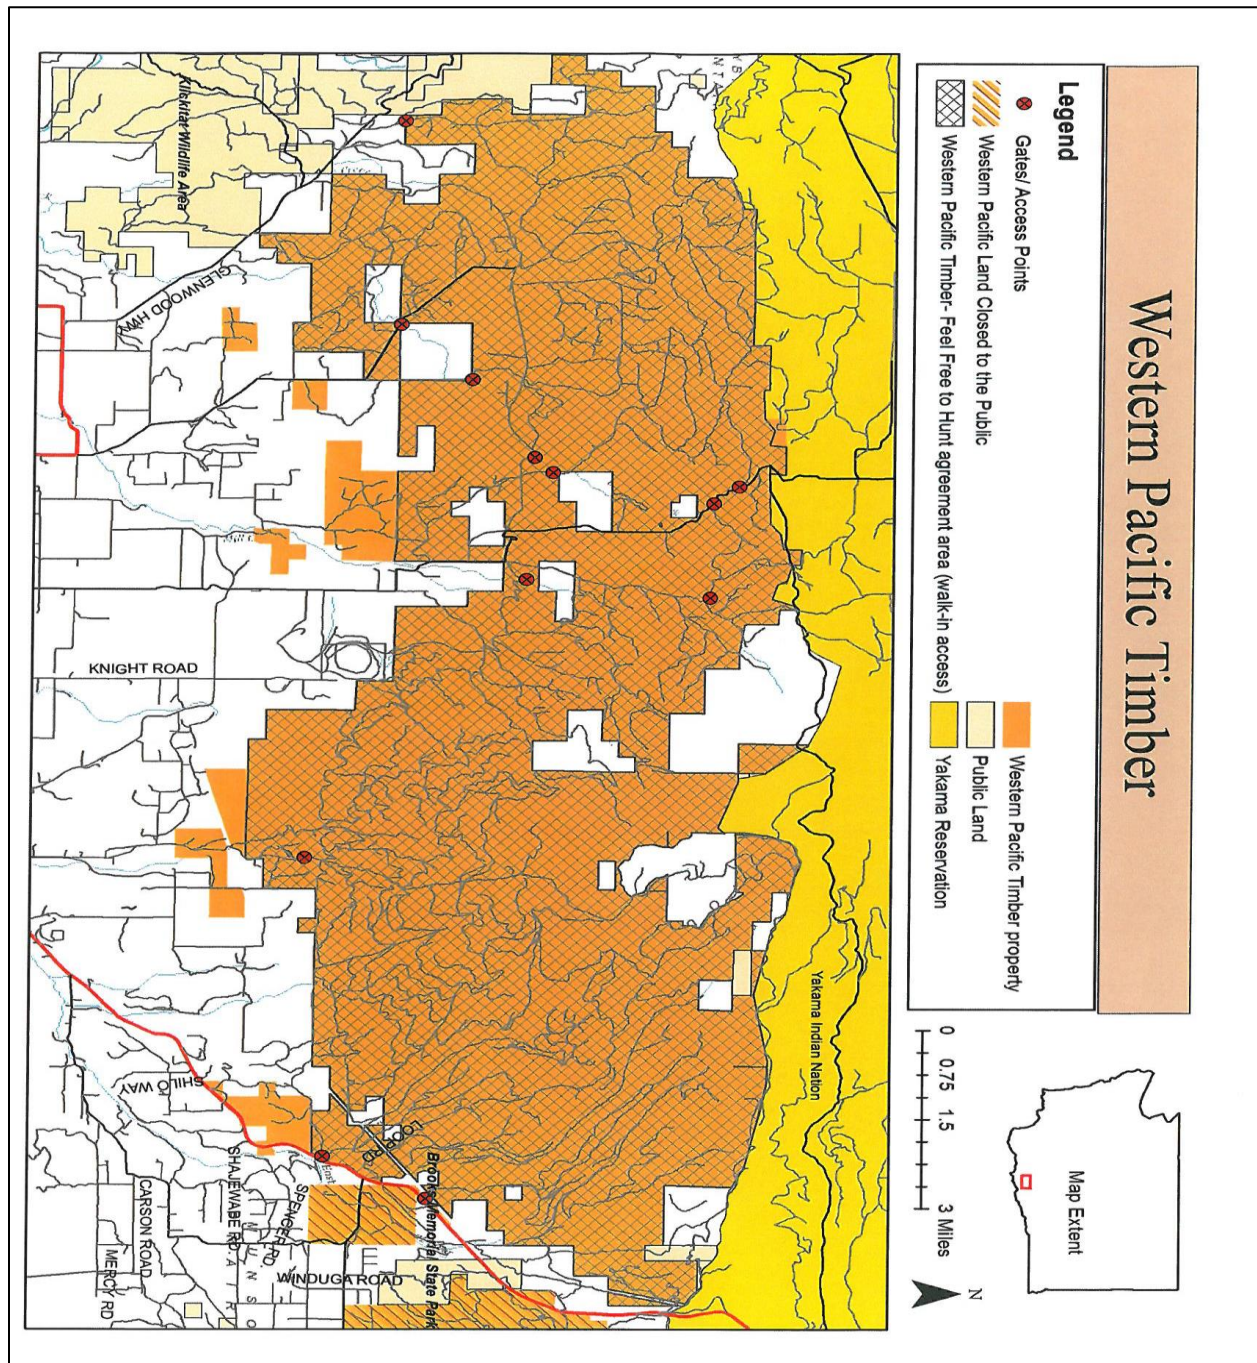 Western Pacific Timber
Legend
Gates/ Access Points
Western Pacific Land Closed to the Public
Western Pacific Timber- Feel Free to Hunt agreement area (walk-in access)
Western Pacific Timber property
Public Land
Yakama Reservation
Map Extent
0 0.75 1.5 3 Miles
N
Yakama Indian Nation
Klickitat Wildlife Area
GLENWOOD HWY
KNIGHT ROAD
LOOP RD
Brooks Memorial State Park
SHILO WAY
SHAJEWABE RD.
SPENCER RD.
WINDUGA ROAD
CARSON ROAD
MERCY RD